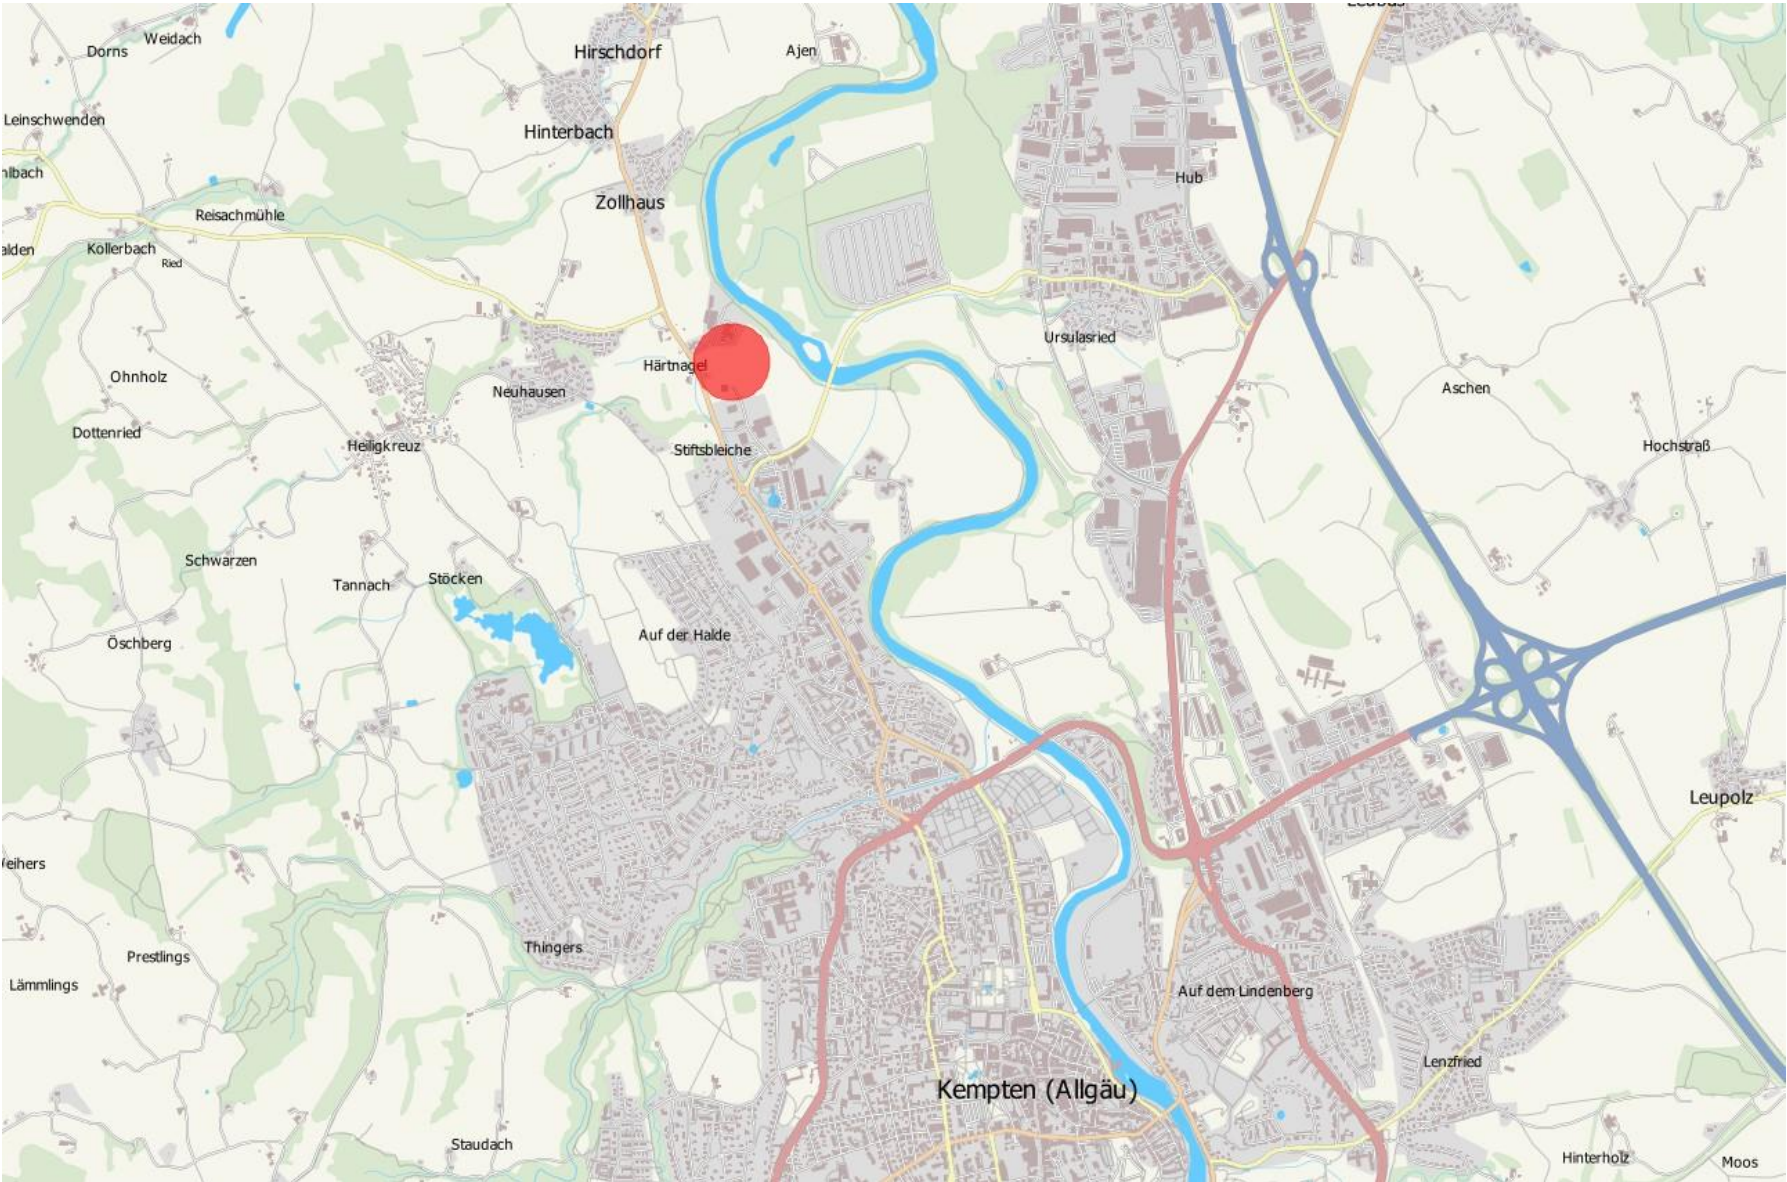 Weidach
Dorns
Hirschdorf
Ajen
Leinschwenden
Hinterbach
Hub
Zollhaus
Reisachmühle
Kollerbach
Ried
Ursulasried
Härtnagel
Ohnholz
Neuhausen
Aschen
Dottenried
Heiligkreuz
Stiftsbleiche
Hochstraß
Schwarzen
Tannach
Stöcken
Auf der Halde
Öschberg
Leupolz
eihers
Thingers
Prestlings
Lämmlings
Auf dem Lindenberg
Lenzfried
Kempten (Allgäu)
Staudach
Hinterholz
Moos